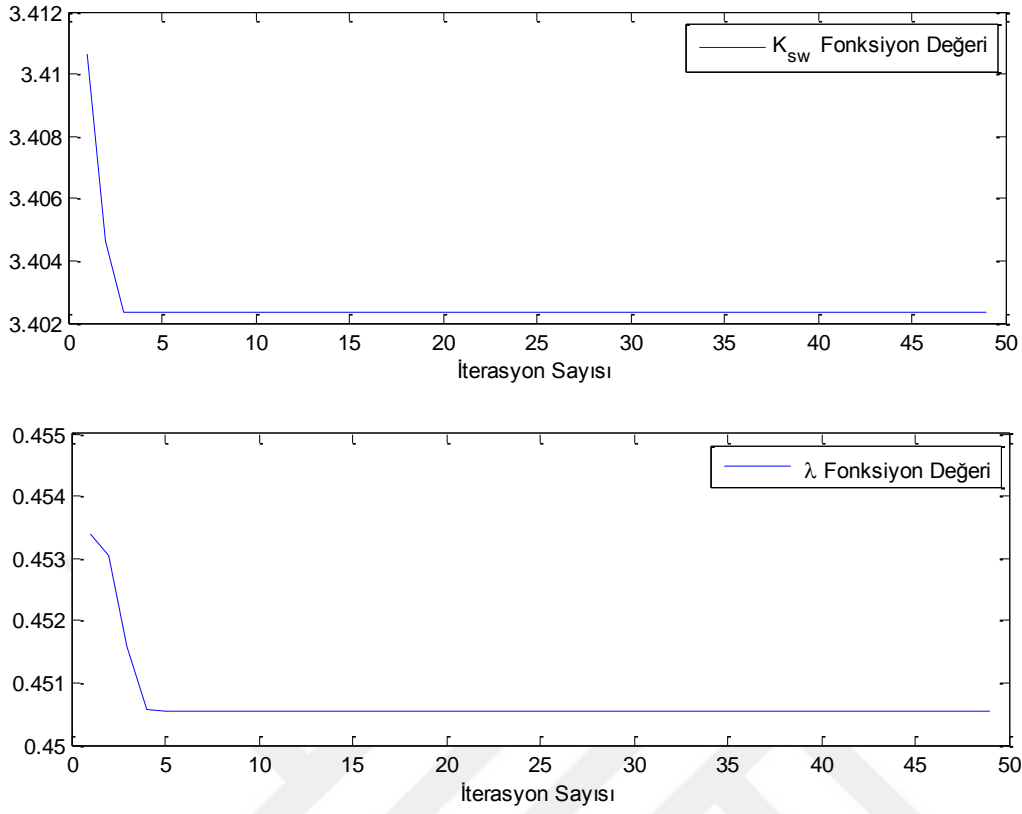 3.412
3.41
3.408
3.406
3.404
3.402
K_sw Fonksiyon Değeri
0 5 10 15 20 25 30 35 40 45 50
İterasyon Sayısı
0.455
0.454
0.453
0.452
0.451
0.45
λ Fonksiyon Değeri
0 5 10 15 20 25 30 35 40 45 50
İterasyon Sayısı